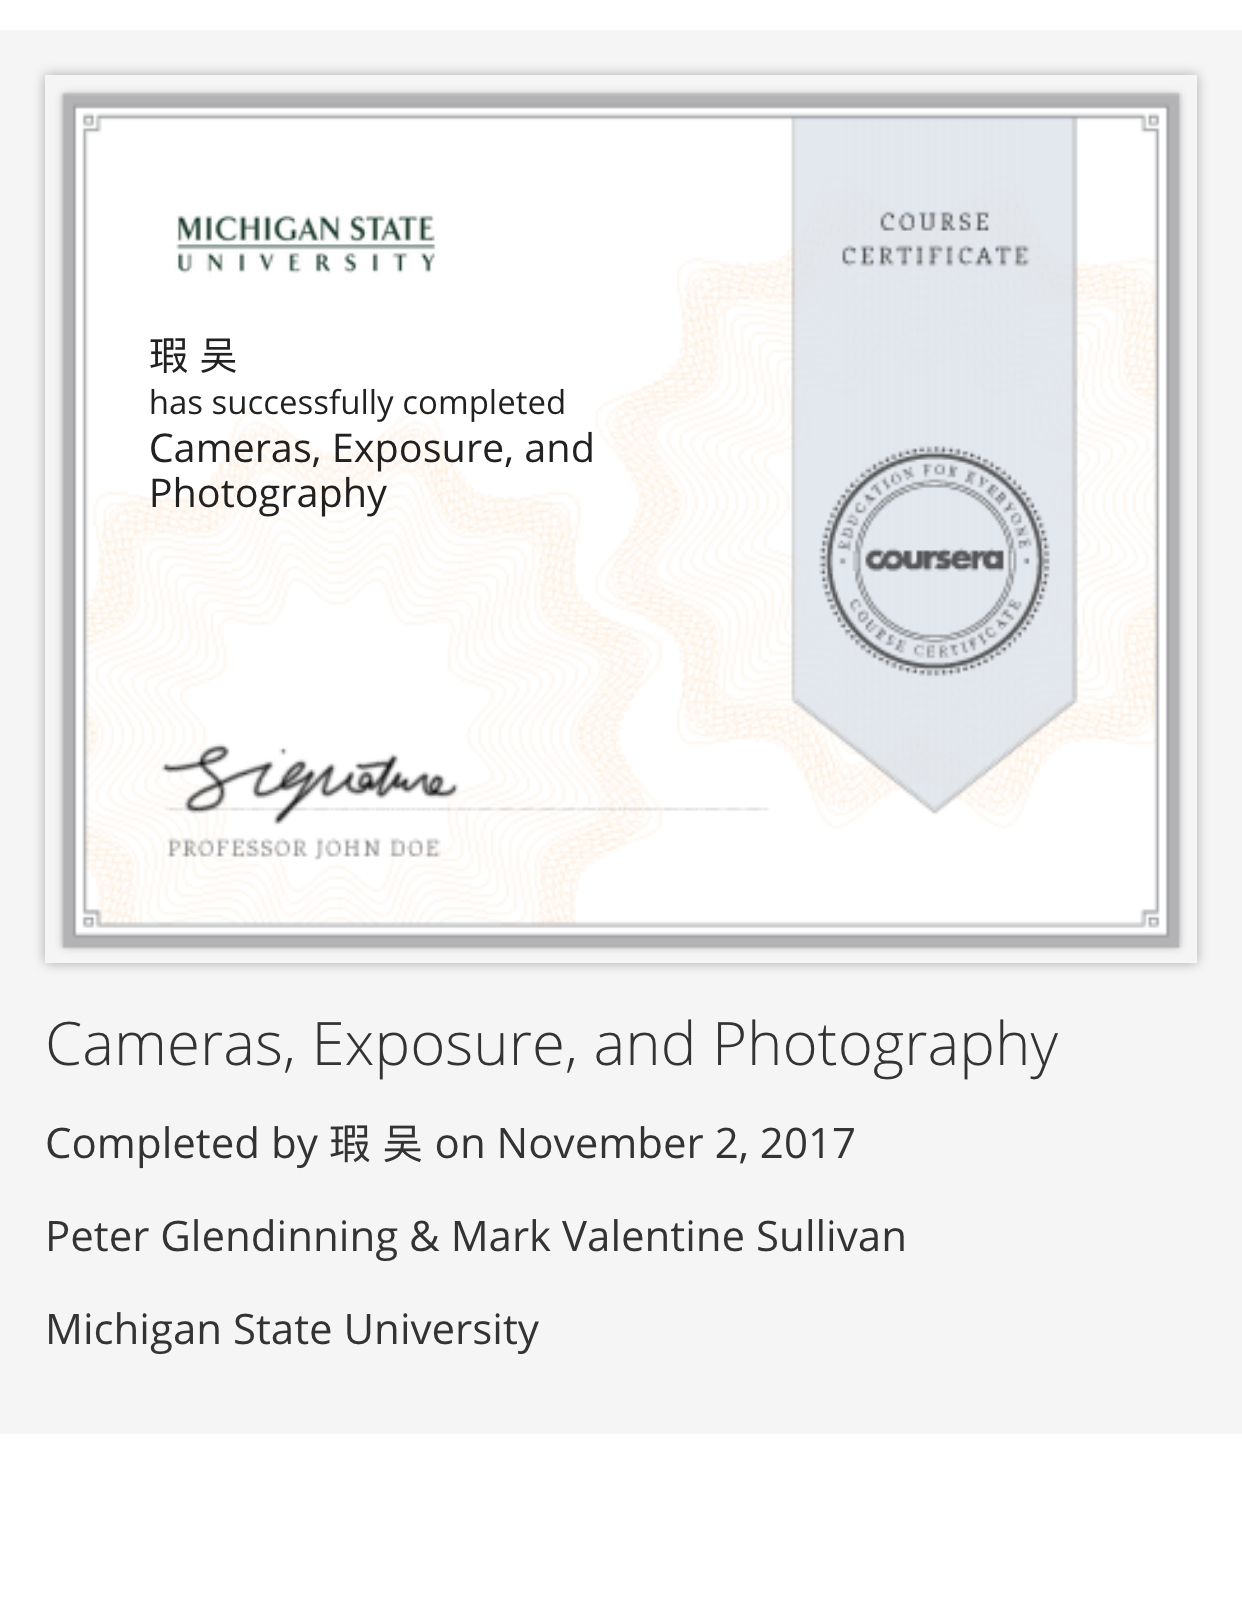 MICHIGAN STATE
UNIVERSITY
COURSE
CERTIFICATE
瑕 吴
has successfully completed
Cameras, Exposure, and
Photography
EDUCATION FOR EVERYONE
coursera
COURSE CERTIFICATE
Signature
PROFESSOR JOHN DOE
Cameras, Exposure, and Photography
Completed by 瑕 吴 on November 2, 2017
Peter Glendinning & Mark Valentine Sullivan
Michigan State University